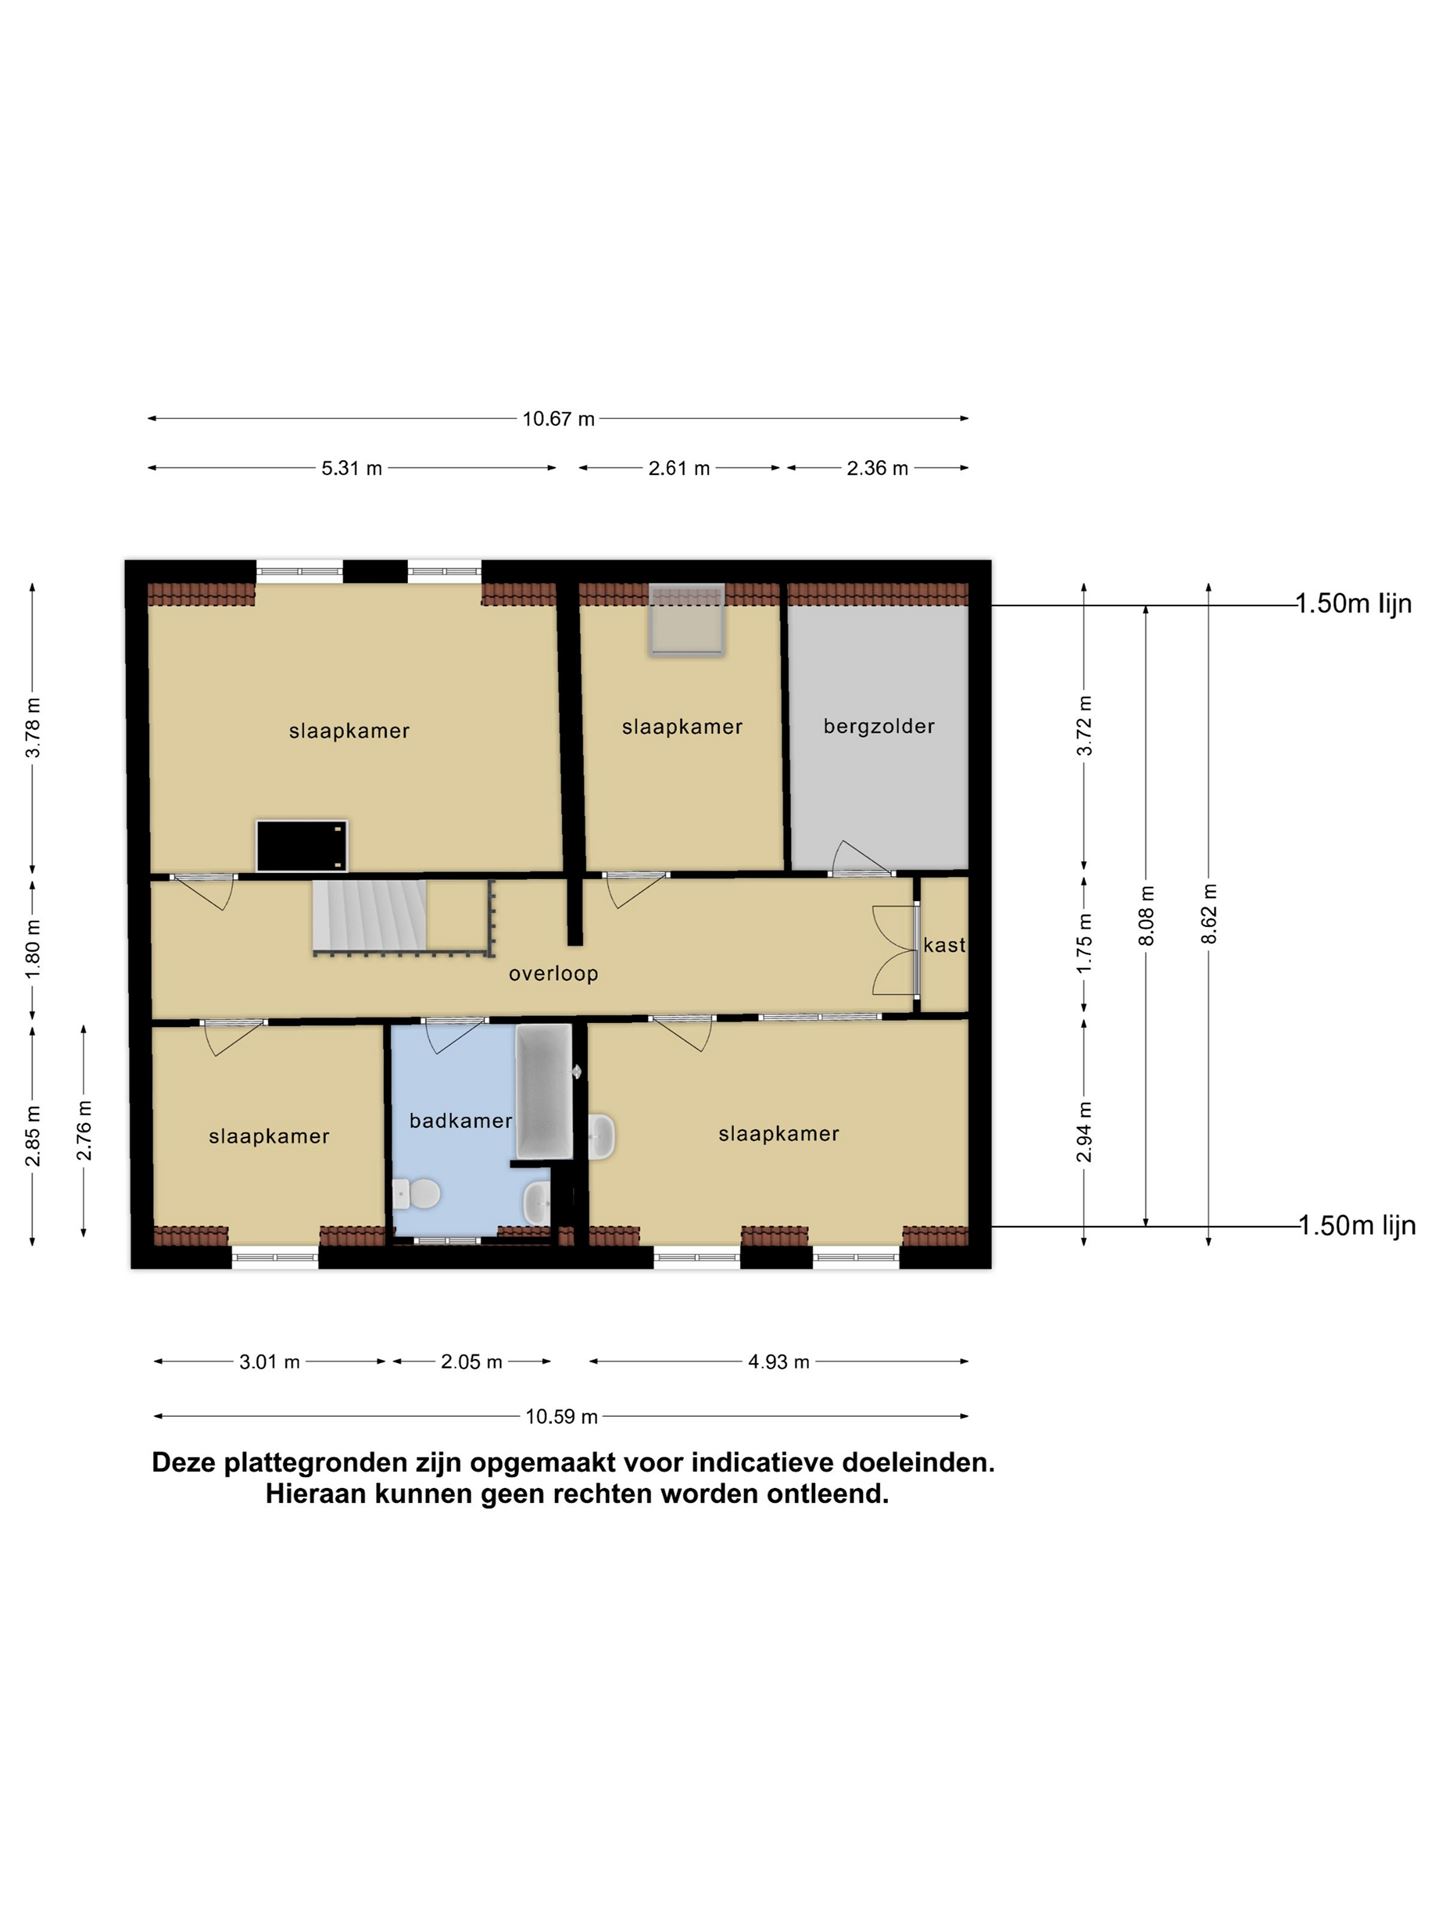 10.67 m
5.31 m
2.61 m
2.36 m
1.50m lijn
3.78 m
slaapkamer
slaapkamer
bergzolder
3.72 m
1.80 m
overloop
kast
1.75 m
8.08 m
8.62 m
2.85 m
2.76 m
slaapkamer
badkamer
slaapkamer
2.94 m
1.50m lijn
3.01 m
2.05 m
4.93 m
10.59 m
Deze plattegronden zijn opgemaakt voor indicatieve doeleinden.
Hieraan kunnen geen rechten worden ontleend.